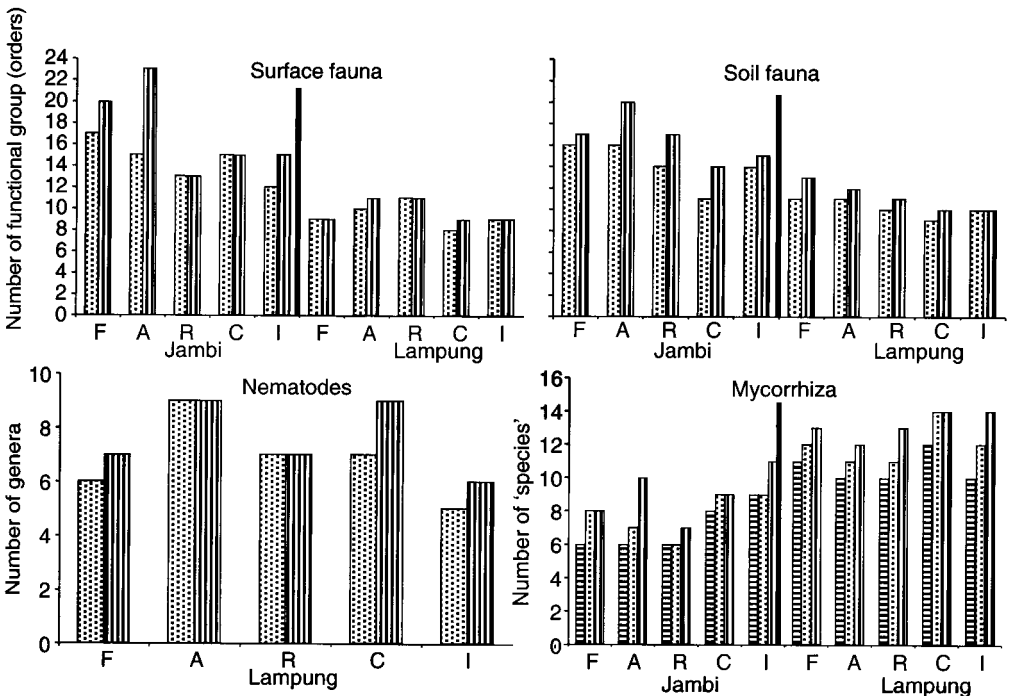 Number of functional group (orders)
Surface fauna
24
22
20
18
16
14
12
10
8
6
4
2
0
F A R C I F A R C I
Jambi Lampung
Soil fauna
F A R C I F A R C I
Jambi Lampung
Number of genera
Nematodes
10
8
6
4
2
0
F A R C I
Lampung
Number of 'species'
Mycorrhiza
16
14
12
10
8
6
4
2
0
F A R C I F A R C I
Jambi Lampung